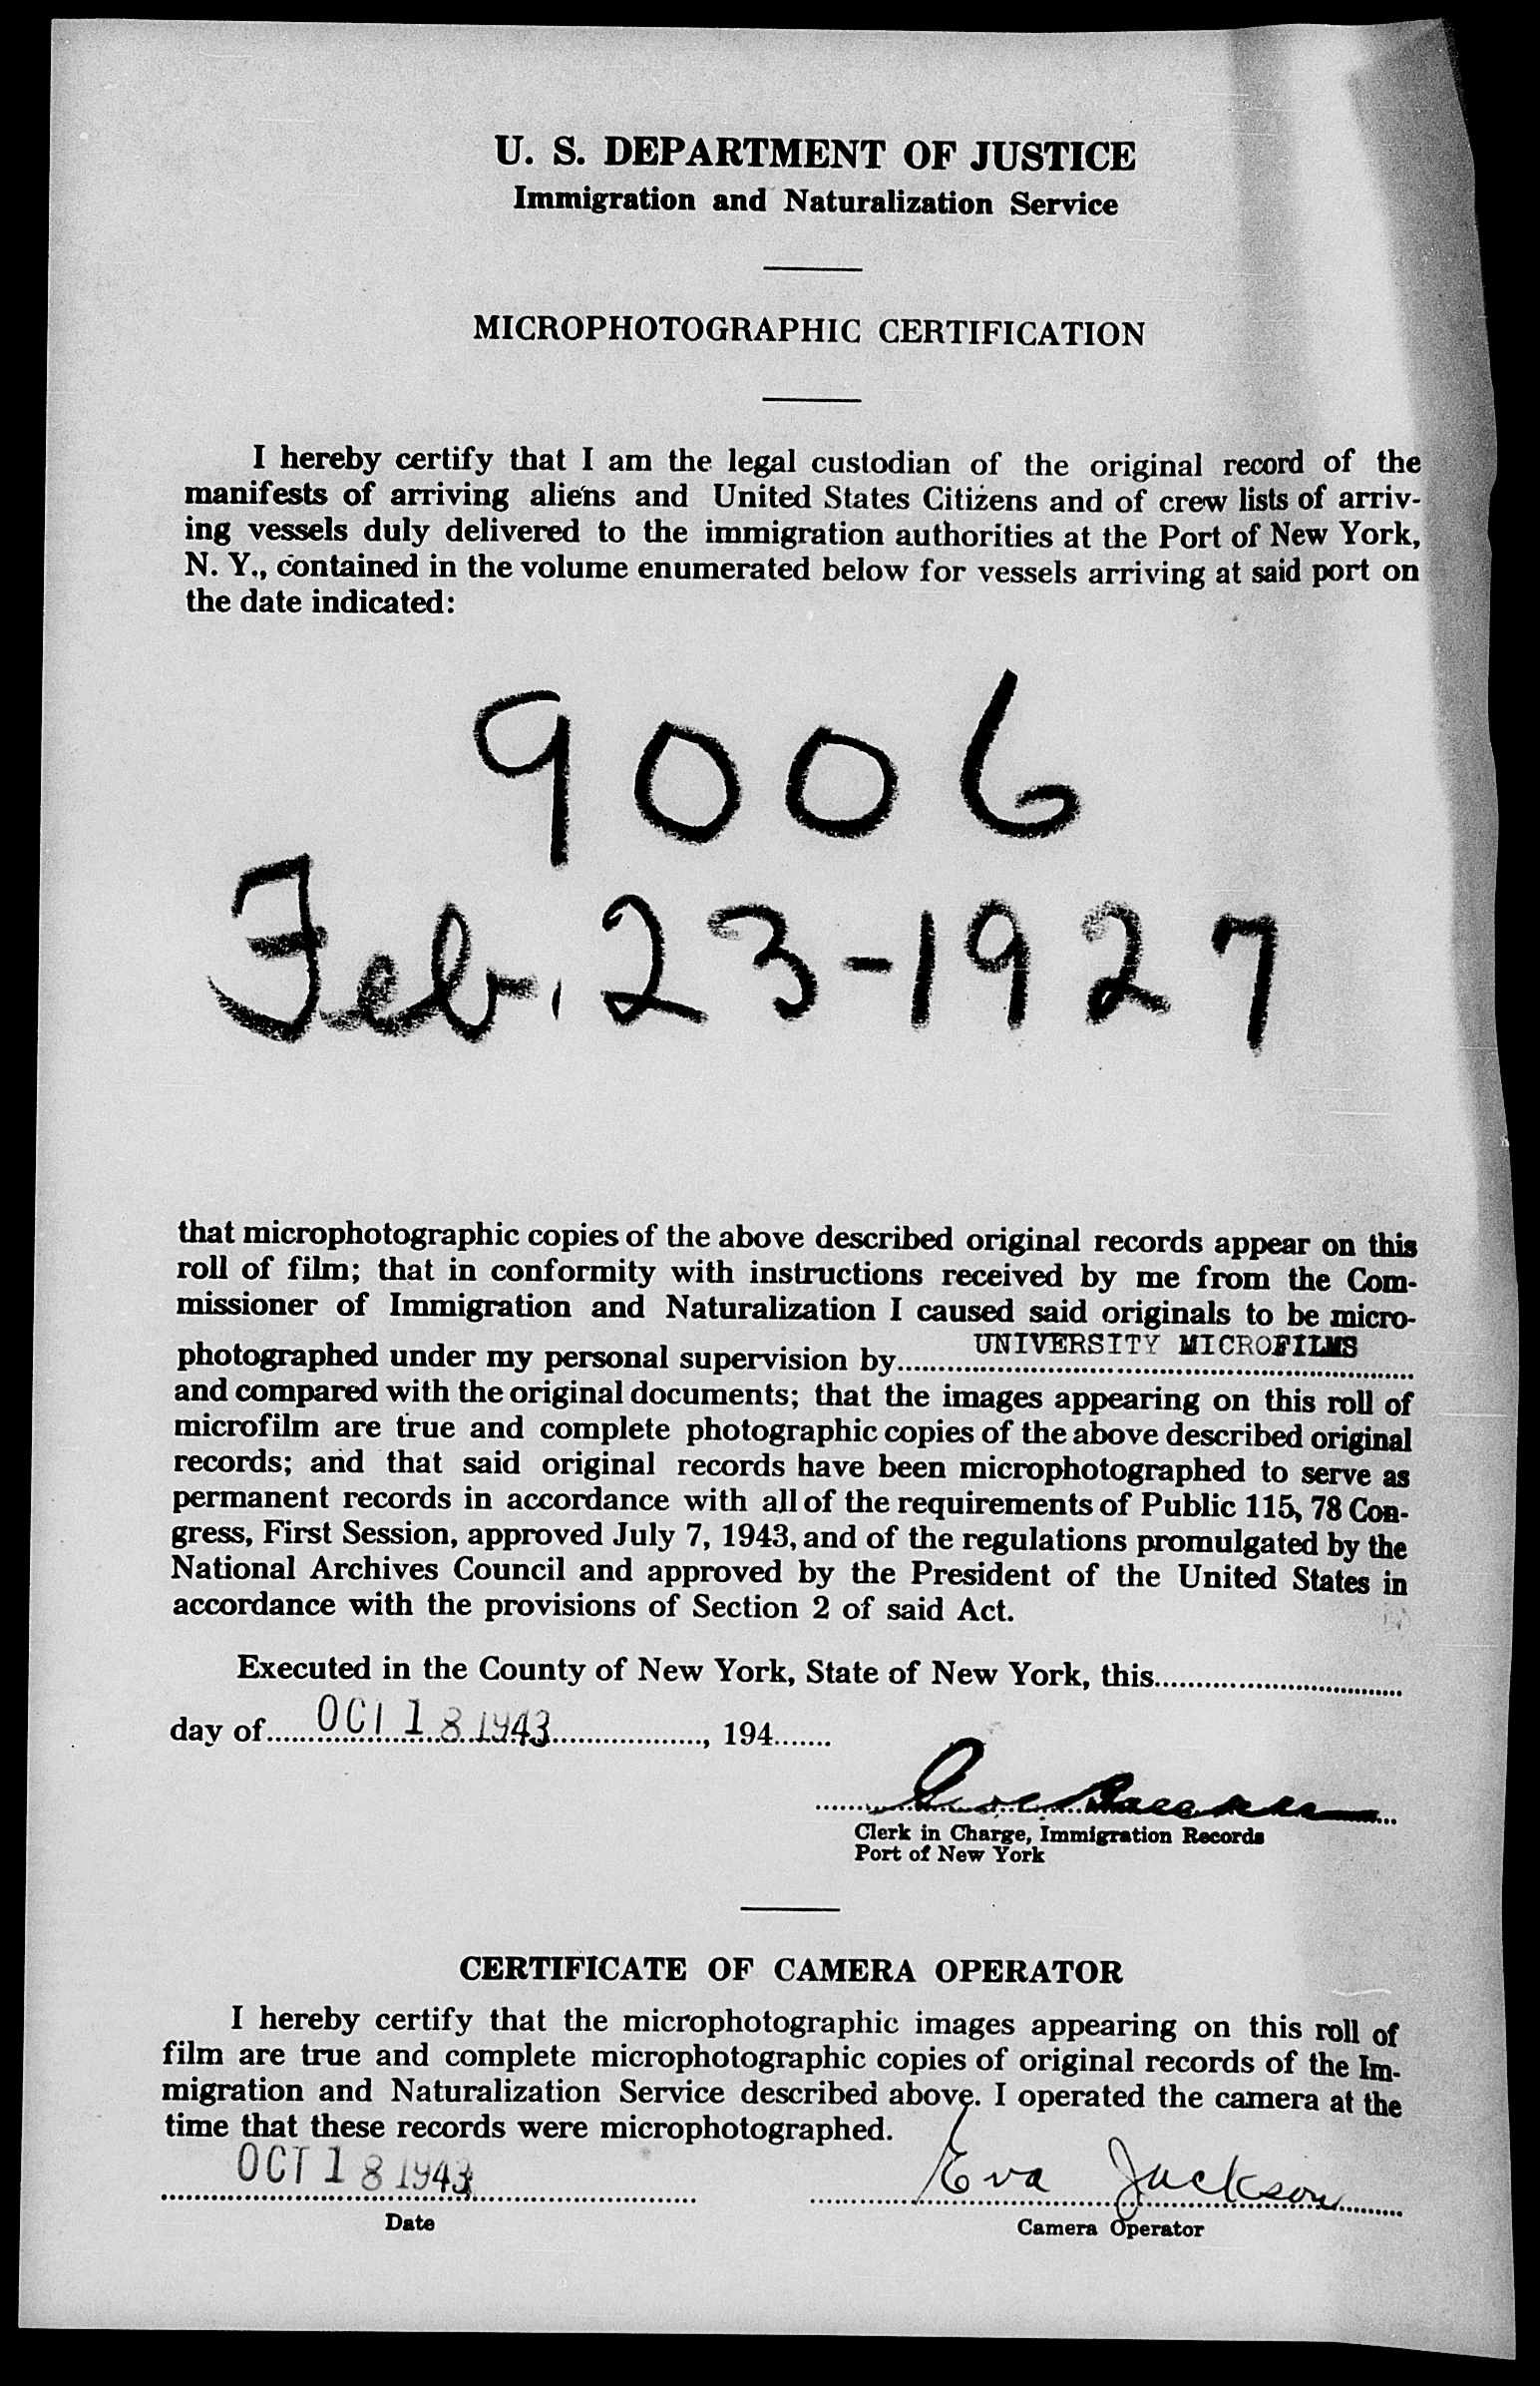 U. S. DEPARTMENT OF JUSTICE
Immigration and Naturalization Service
MICROPHOTOGRAPHIC CERTIFICATION
I hereby certify that I am the legal custodian of the original record of the
manifests of arriving aliens and United States Citizens and of crew lists of arriv-
ing vessels duly delivered to the immigration authorities at the Port of New York,
N. Y., contained in the volume enumerated below for vessels arriving at said port on
the date indicated:
9006
Feb. 23-1927
that microphotographic copies of the above described original records appear on this
roll of film; that in conformity with instructions received by me from the Com-
missioner of Immigration and Naturalization I caused said originals to be micro-
photographed under my personal supervision by UNIVERSITY MICROFILMS
and compared with the original documents; that the images appearing on this roll of
microfilm are true and complete photographic copies of the above described original
records; and that said original records have been microphotographed to serve as
permanent records in accordance with all of the requirements of Public 115, 78 Con-
gress, First Session, approved July 7, 1943, and of the regulations promulgated by the
National Archives Council and approved by the President of the United States in
accordance with the provisions of Section 2 of said Act.
Executed in the County of New York, State of New York, this
day of OCT 18 1943, 194
Clerk in Charge, Immigration Records
Port of New York
CERTIFICATE OF CAMERA OPERATOR
I hereby certify that the microphotographic images appearing on this roll of
film are true and complete microphotographic copies of original records of the Im-
migration and Naturalization Service described above. I operated the camera at the
time that these records were microphotographed.
OCT 18 1943 Eva Jackson
Date Camera Operator